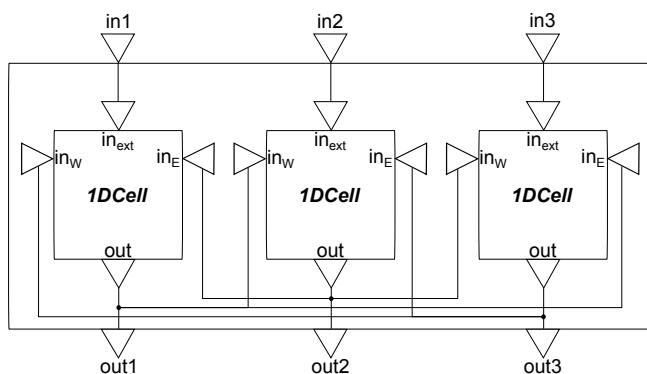 in1 in2 in3
in_ext in_ext in_ext
in_W in_E in_W in_E in_W in_E
1DCell 1DCell 1DCell
out out out
out1 out2 out3